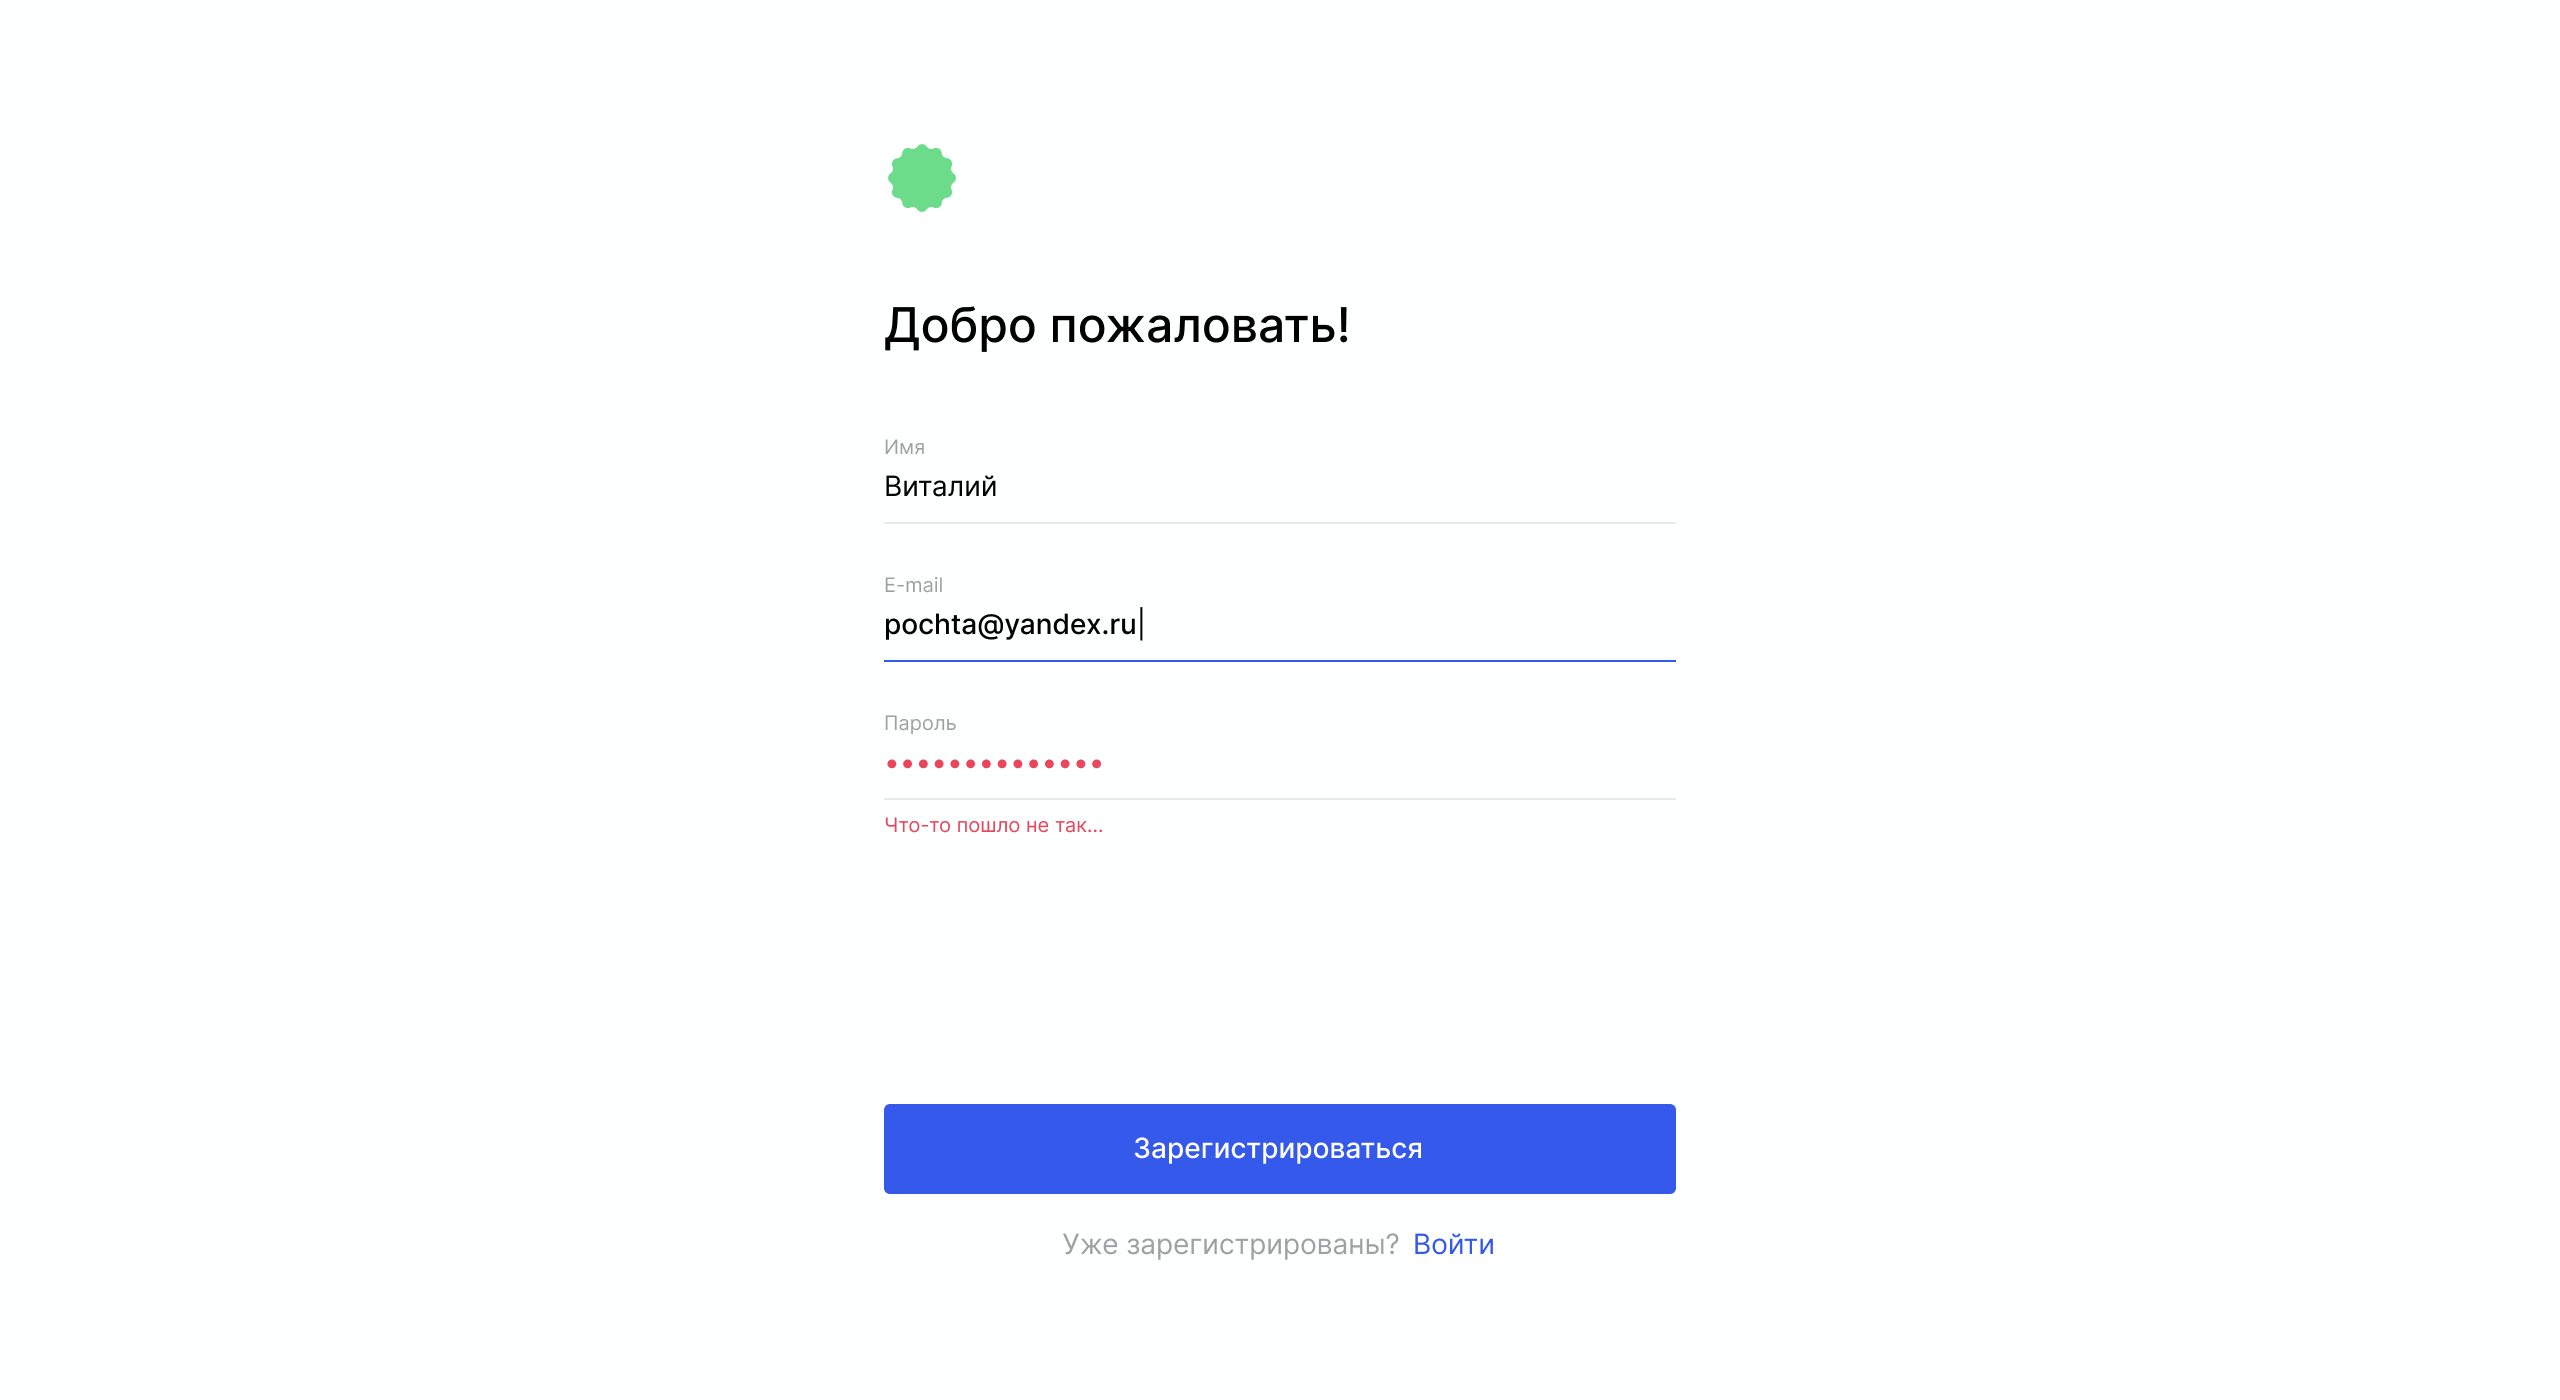 Добро пожаловать!
Имя
Виталий
E-mail
pochta@yandex.ru
Пароль
••••••••••••••
Что-то пошло не так...
Зарегистрироваться
Уже зарегистрированы? Войти